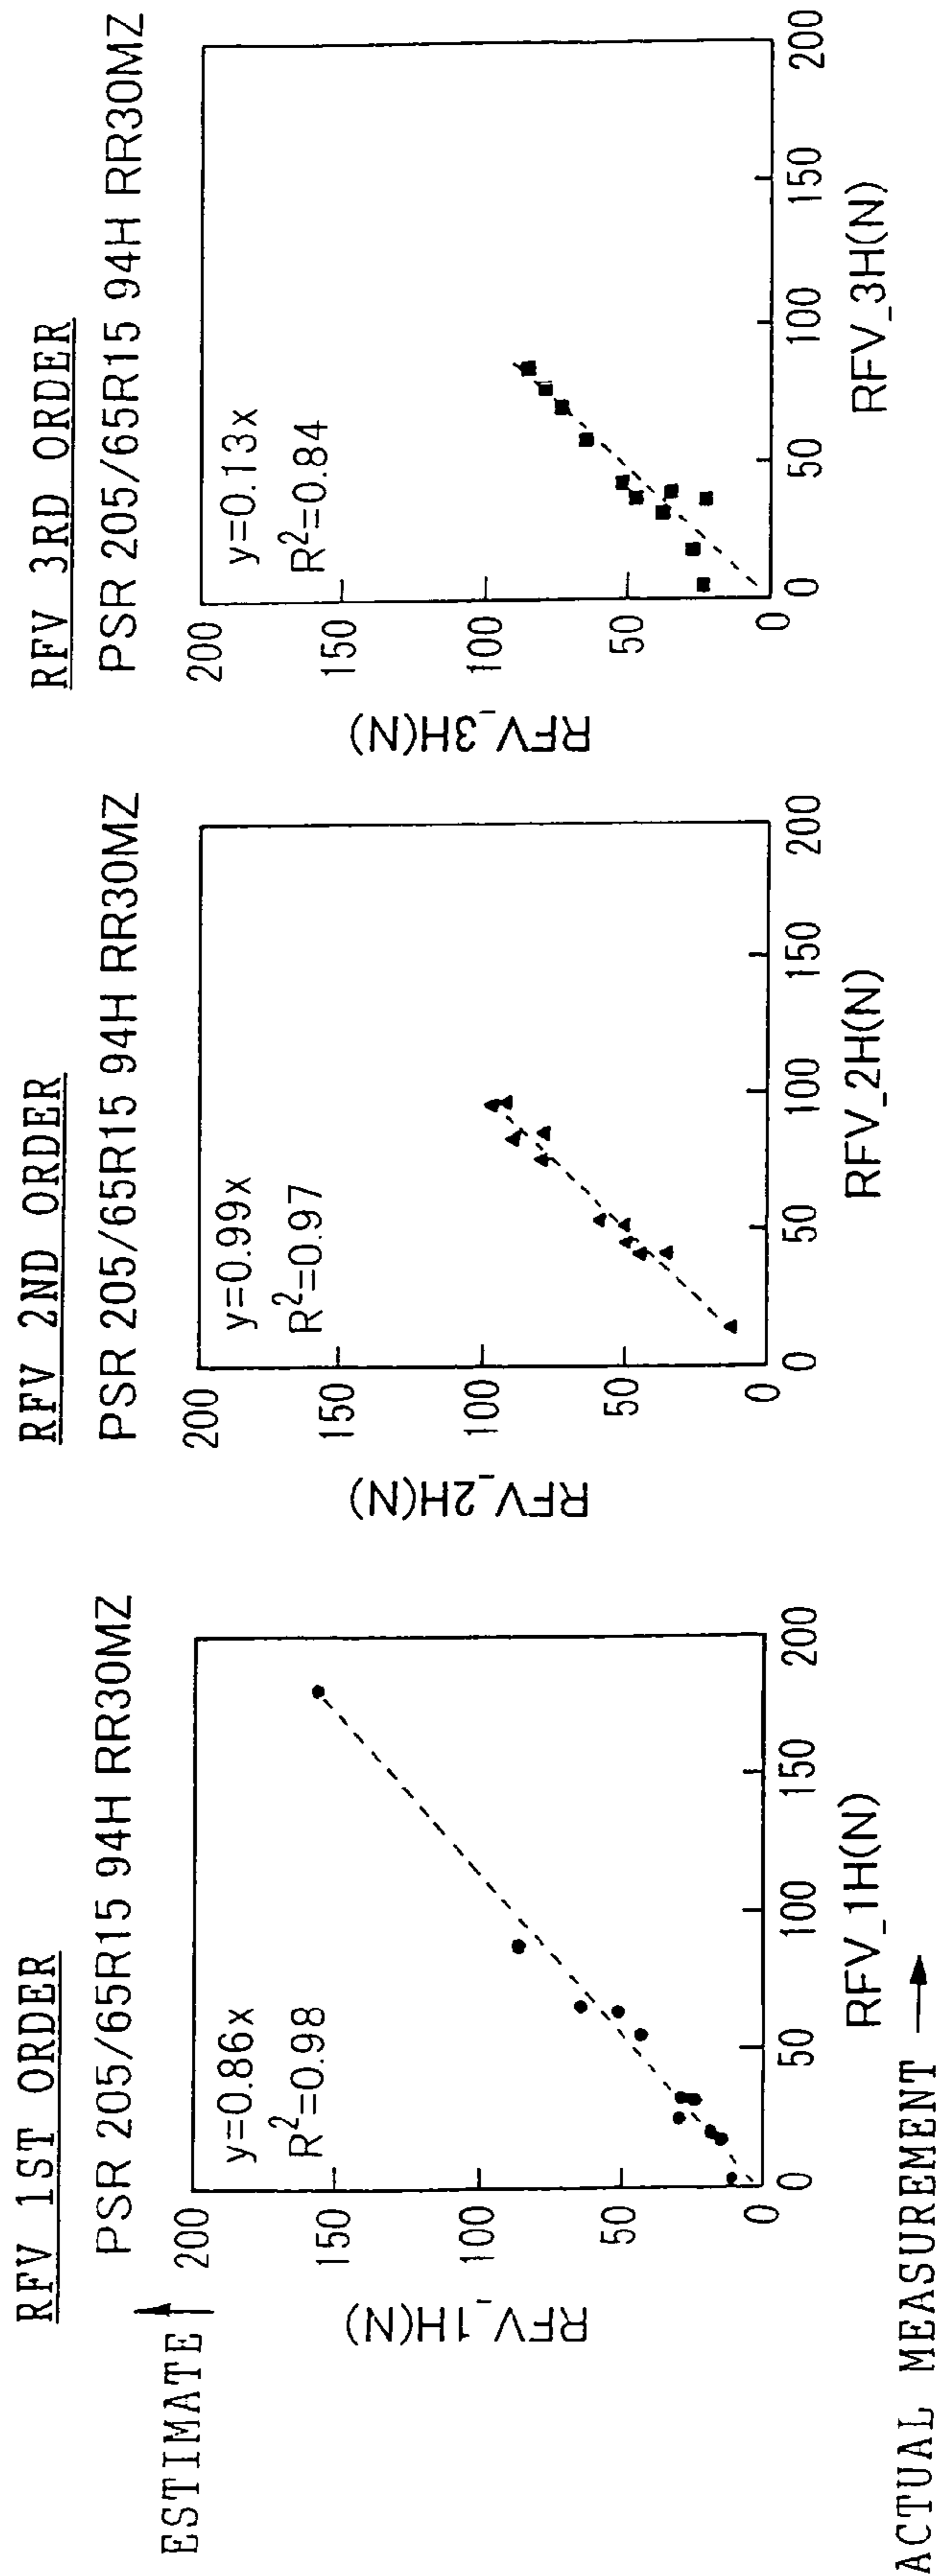 RFV 1ST ORDER
PSR 205/65R15 94H RR30MZ
ESTIMATE
RFV_1H(N)
200
150
100
50
0
y=0.86x
R²=0.98
0
50
100
150
200
RFV_1H(N)
ACTUAL MEASUREMENT
RFV 2ND ORDER
PSR 205/65R15 94H RR30MZ
RFV_2H(N)
200
150
100
50
0
y=0.99x
R²=0.97
0
50
100
150
200
RFV_2H(N)
RFV 3RD ORDER
PSR 205/65R15 94H RR30MZ
RFV_3H(N)
200
150
100
50
0
y=0.13x
R²=0.84
0
50
100
150
200
RFV_3H(N)